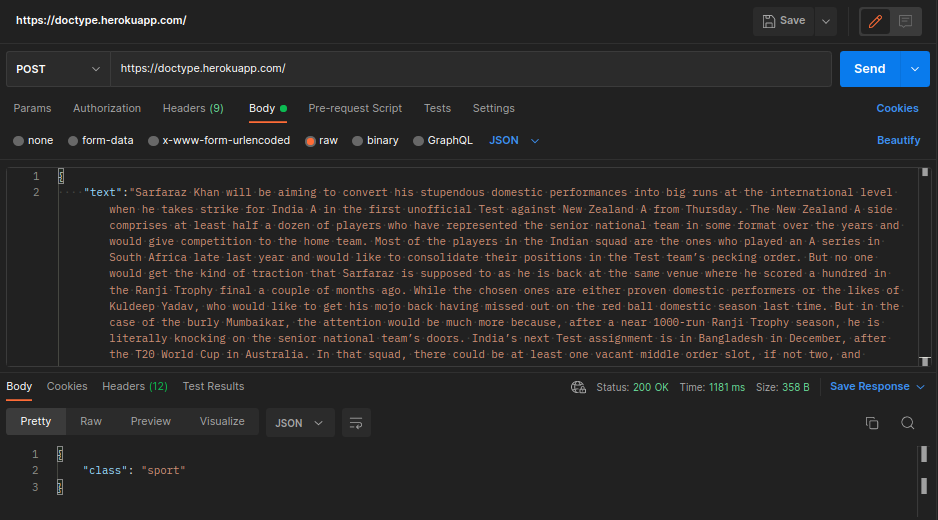 https://doctype.herokuapp.com/
Save
POST
https://doctype.herokuapp.com/
Send
Params Authorization Headers (9) Body Pre-request Script Tests Settings Cookies
none form-data x-www-form-urlencoded raw binary GraphQL JSON Beautify
1 {
2 "text":"Sarfaraz Khan will be aiming to convert his stupendous domestic performances into big runs at the international level
when he takes strike for India A in the first unofficial Test against New Zealand A from Thursday. The New Zealand A side
comprises at least half a dozen of players who have represented the senior national team in some format over the years and
would give competition to the home team. Most of the players in the Indian squad are the ones who played an A series in
South Africa late last year and would like to consolidate their positions in the Test team's pecking order. But no one
would get the kind of traction that Sarfaraz is supposed to as he is back at the same venue where he scored a hundred in
the Ranji Trophy final a couple of months ago. While the chosen ones are either proven domestic performers or the likes of
Kuldeep Yadav, who would like to get his mojo back having missed out on the red ball domestic season last time. But in the
case of the burly Mumbaikar, the attention would be much more because, after a near 1000-run Ranji Trophy season, he is
literally knocking on the senior national team's doors. India's next Test assignment is in Bangladesh in December, after
the T20 World Cup in Australia. In that squad, there could be at least one vacant middle order slot, if not two, and
Body Cookies Headers (12) Test Results Status: 200 OK Time: 1181 ms Size: 358 B Save Response
Pretty Raw Preview Visualize JSON
1 {
2 "class": "sport"
3 }